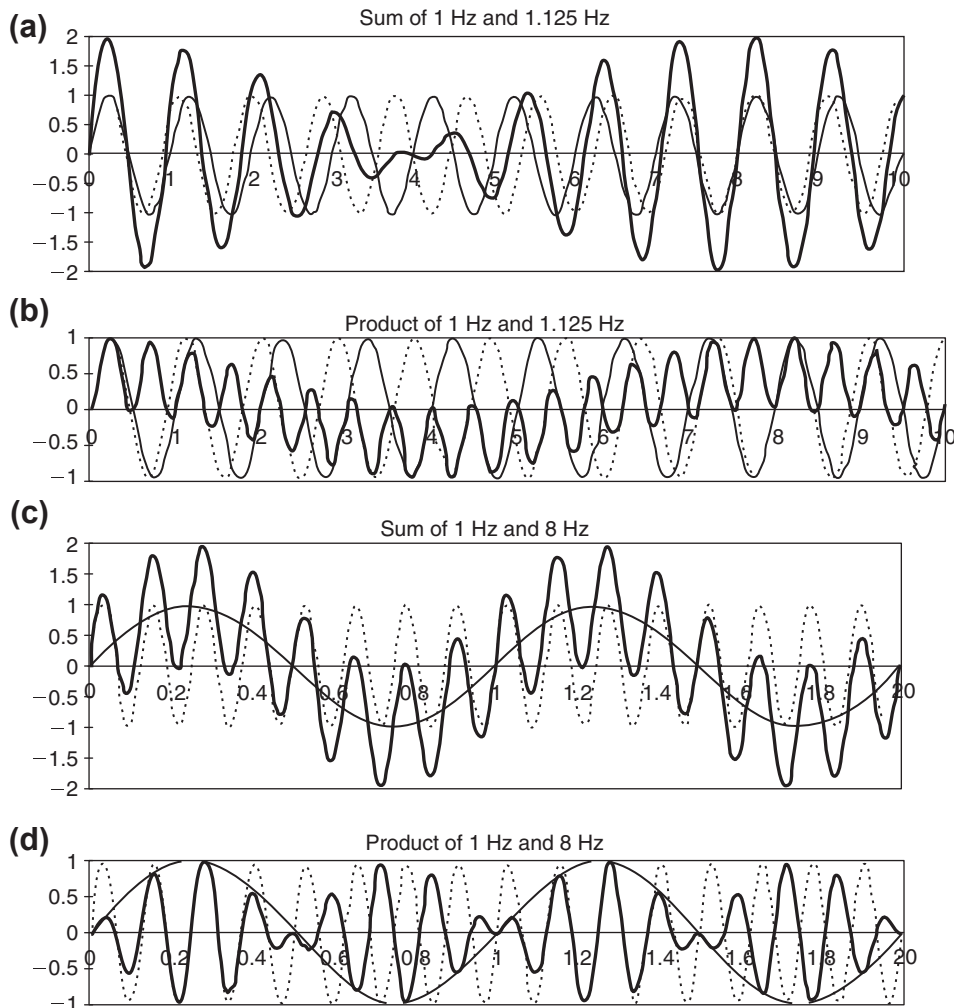 (a)
Sum of 1 Hz and 1.125 Hz
2
1.5
1
0.5
0
−0.5
−1
−1.5
−2
0 1 2 3 4 5 6 7 8 9 10
(b)
Product of 1 Hz and 1.125 Hz
1
0.5
0
−0.5
−1
0 1 2 3 4 5 6 7 8 9 10
(c)
Sum of 1 Hz and 8 Hz
2
1.5
1
0.5
0
−0.5
−1
−1.5
−2
0 0.2 0.4 0.6 0.8 1 1.2 1.4 1.6 1.8 20
(d)
Product of 1 Hz and 8 Hz
1
0.5
0
−0.5
−1
0 0.2 0.4 0.6 0.8 1 1.2 1.4 1.6 1.8 20